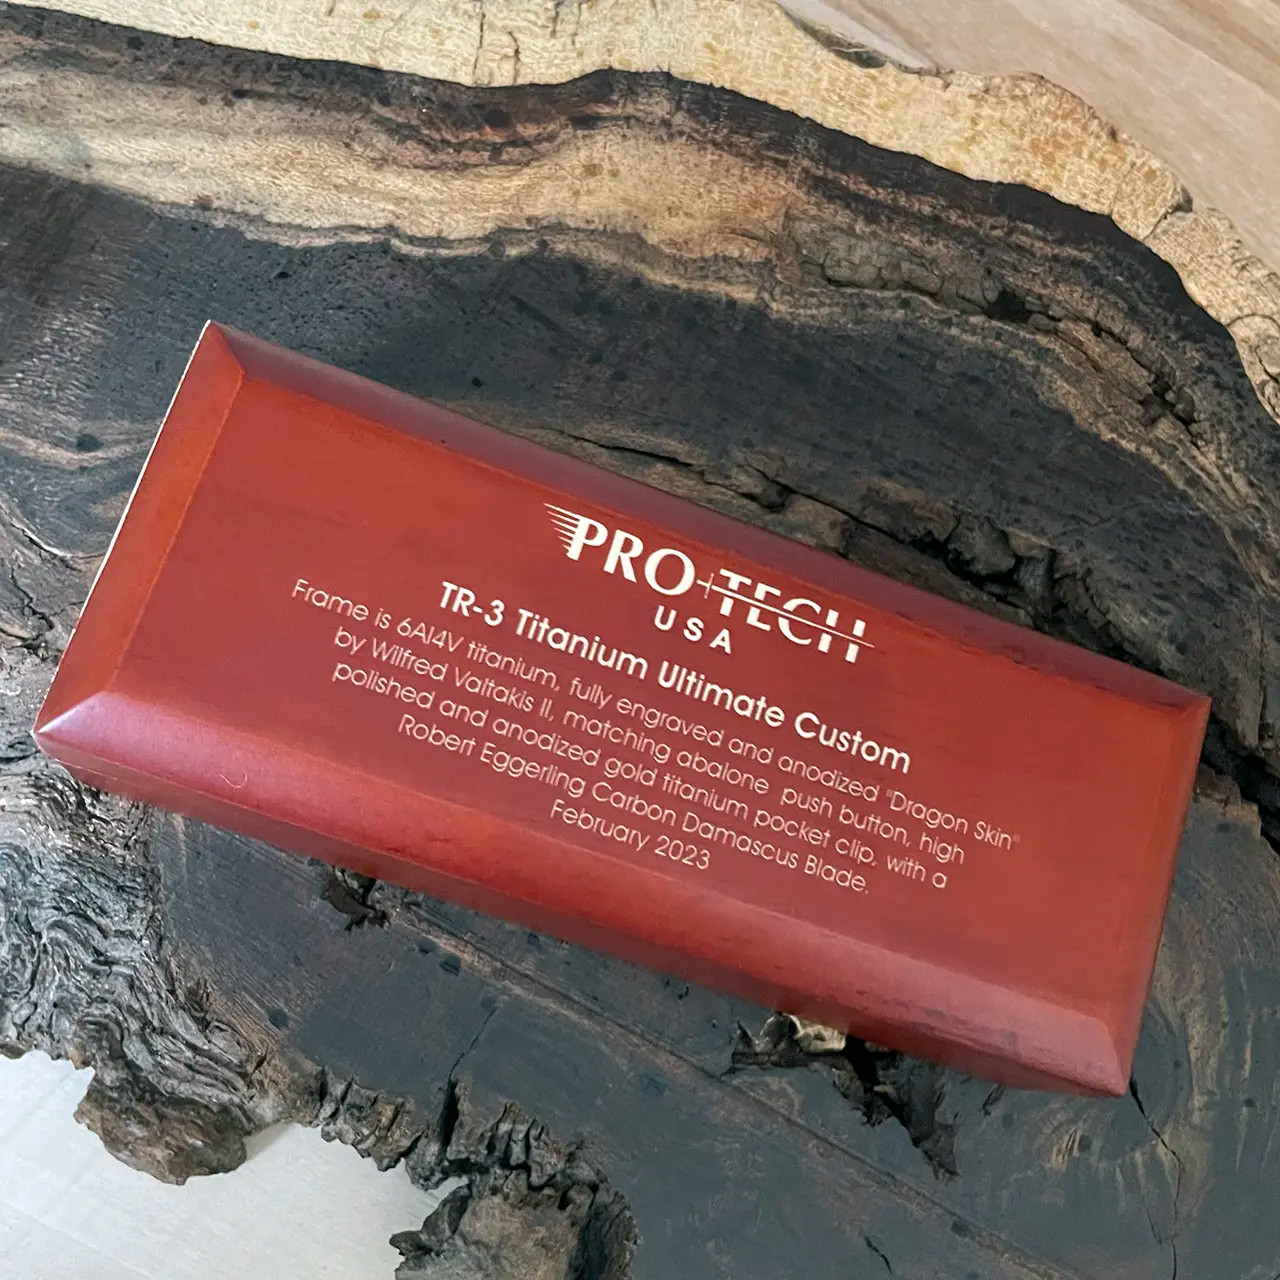 PRO-TECH
USA
TR-3 Titanium Ultimate Custom
Frame is 6Al4V titanium, fully engraved and anodized "Dragon Skin"
by Wilfred Valtakis II, matching abalone push button, high
polished and anodized gold titanium pocket clip, with a
Robert Eggerling Carbon Damascus Blade.
February 2023